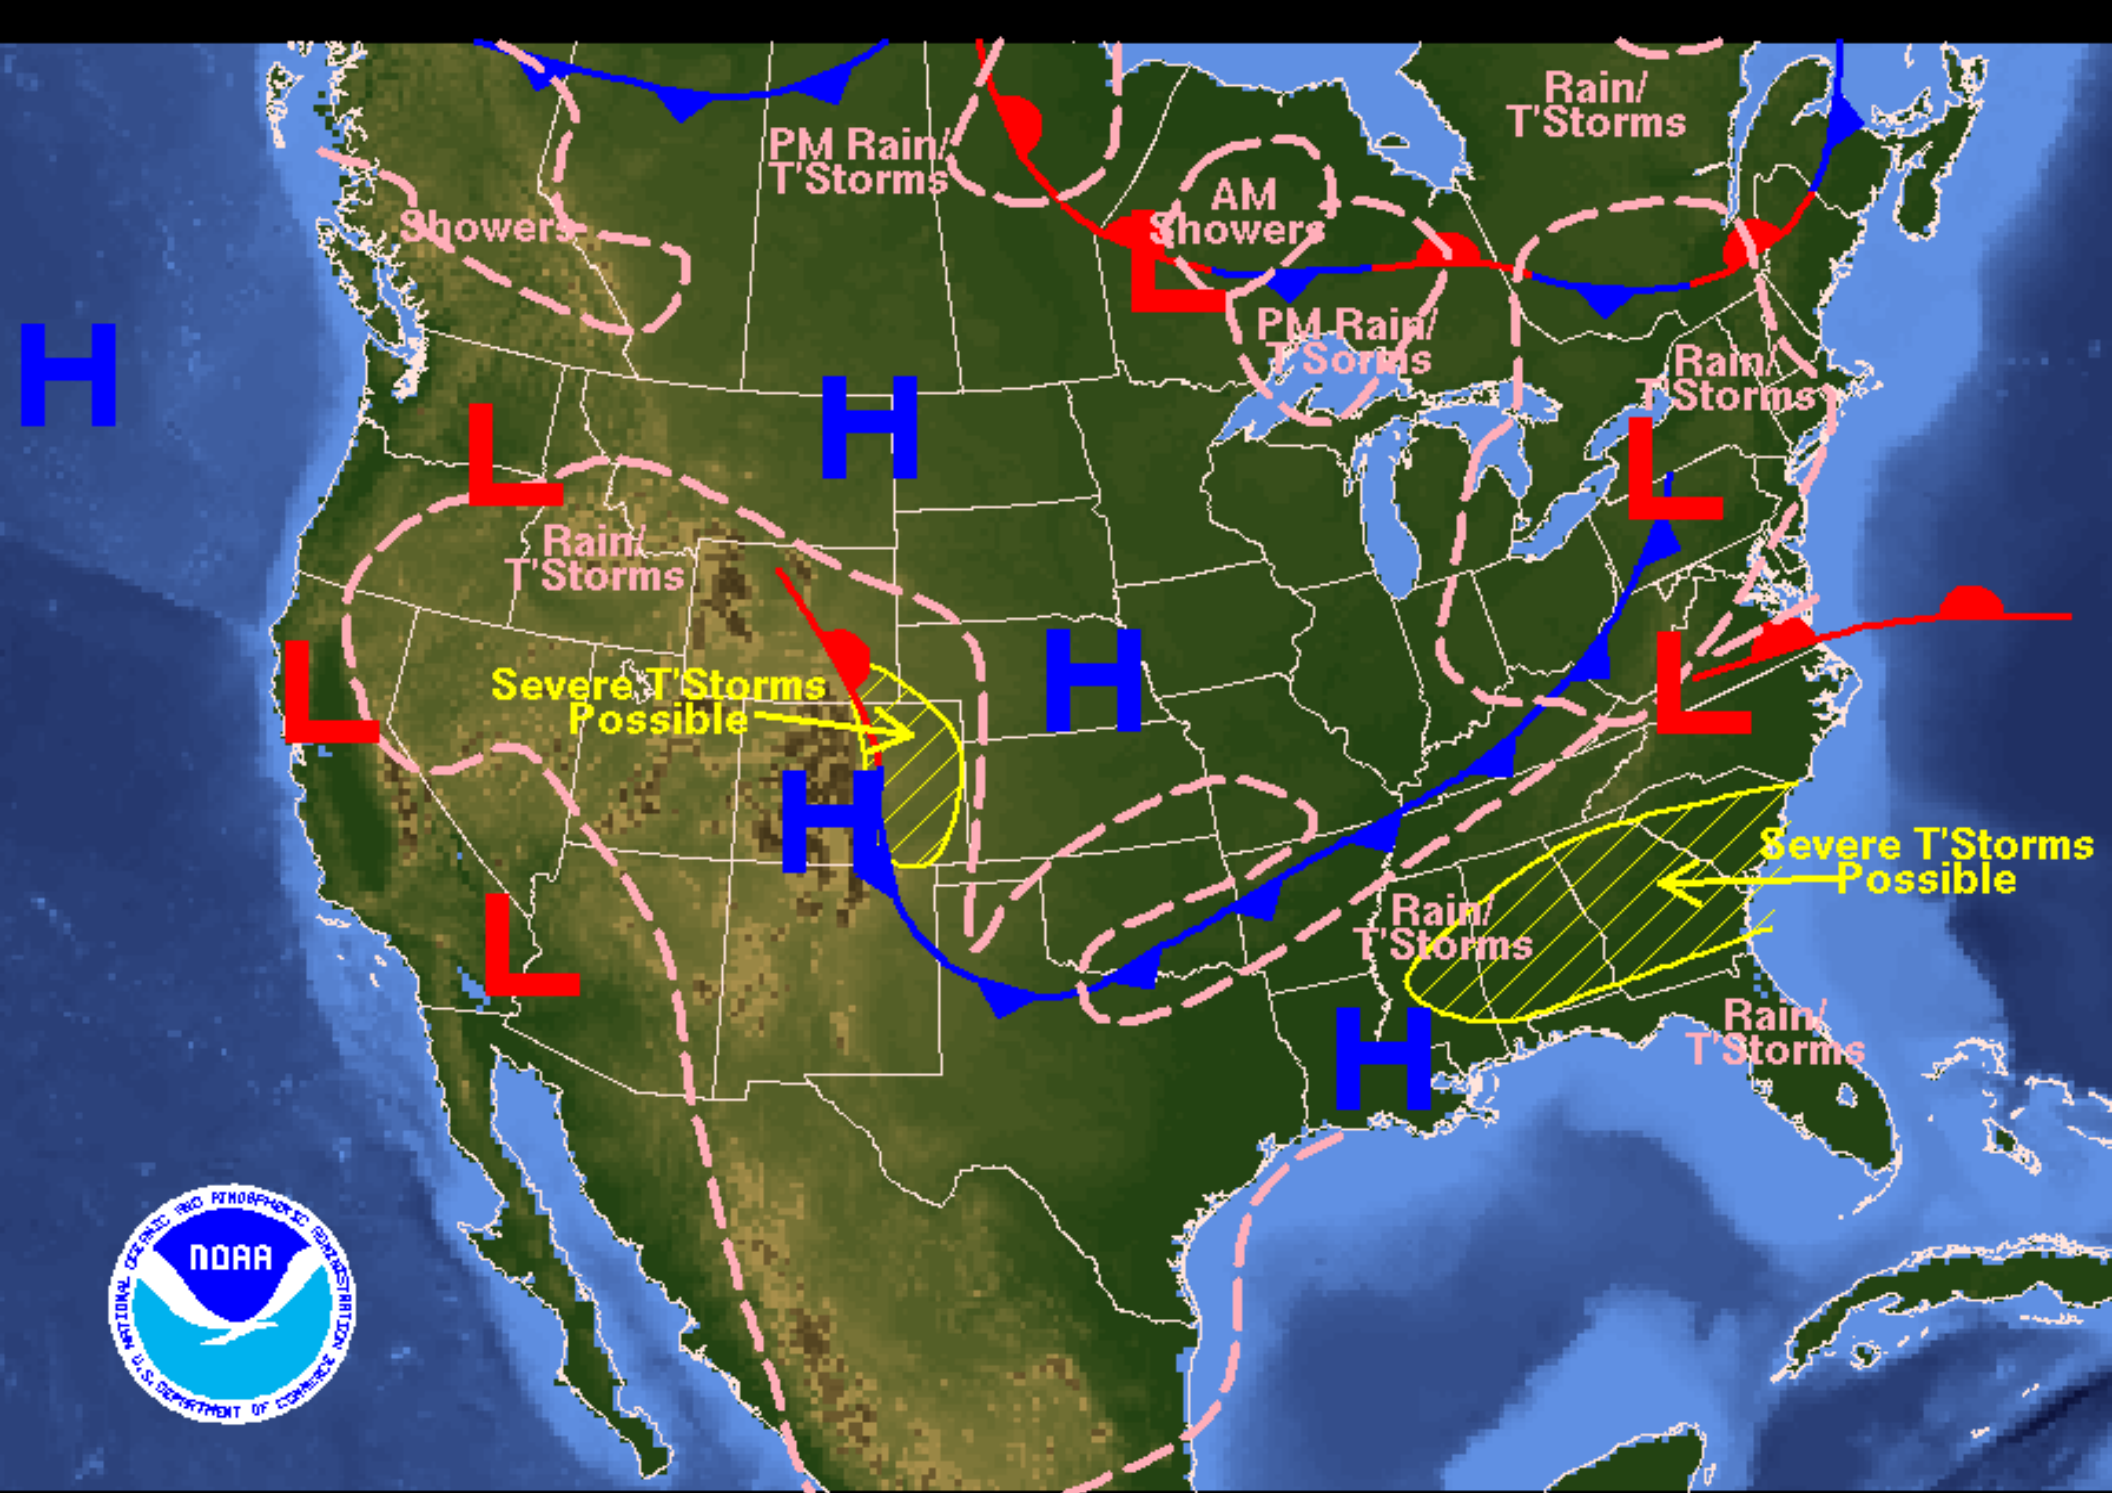 Rain/
T'Storms
PM Rain/
T'Storms
AM
Showers
Showers
H
L
PM Rain/
T'Sorms
Rain/
T'Storms
H
L
L
Rain/
T'Storms
L
H
L
Severe T'Storms
Possible
H
Severe T'Storms
Possible
L
Rain/
T'Storms
H
Rain/
T'Storms
NATIONAL OCEANIC AND ATMOSPHERIC ADMINISTRATION
NOAA
U.S. DEPARTMENT OF COMMERCE